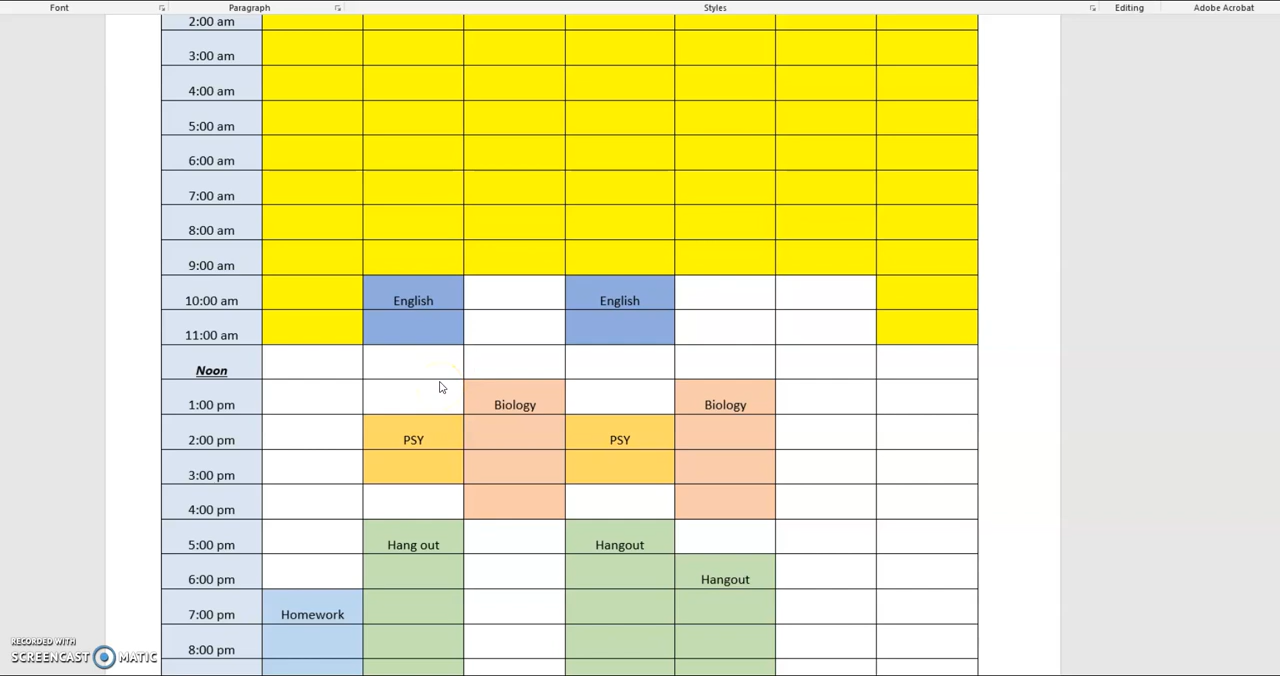 Font Paragraph Styles Editing Adobe Acrobat
2:00 am
3:00 am
4:00 am
5:00 am
6:00 am
7:00 am
8:00 am
9:00 am
10:00 am English English
11:00 am
Noon
1:00 pm Biology Biology
2:00 pm PSY PSY
3:00 pm
4:00 pm
5:00 pm Hang out Hangout
6:00 pm Hangout
7:00 pm Homework
8:00 pm
RECORDED WITH
SCREENCAST MATIC